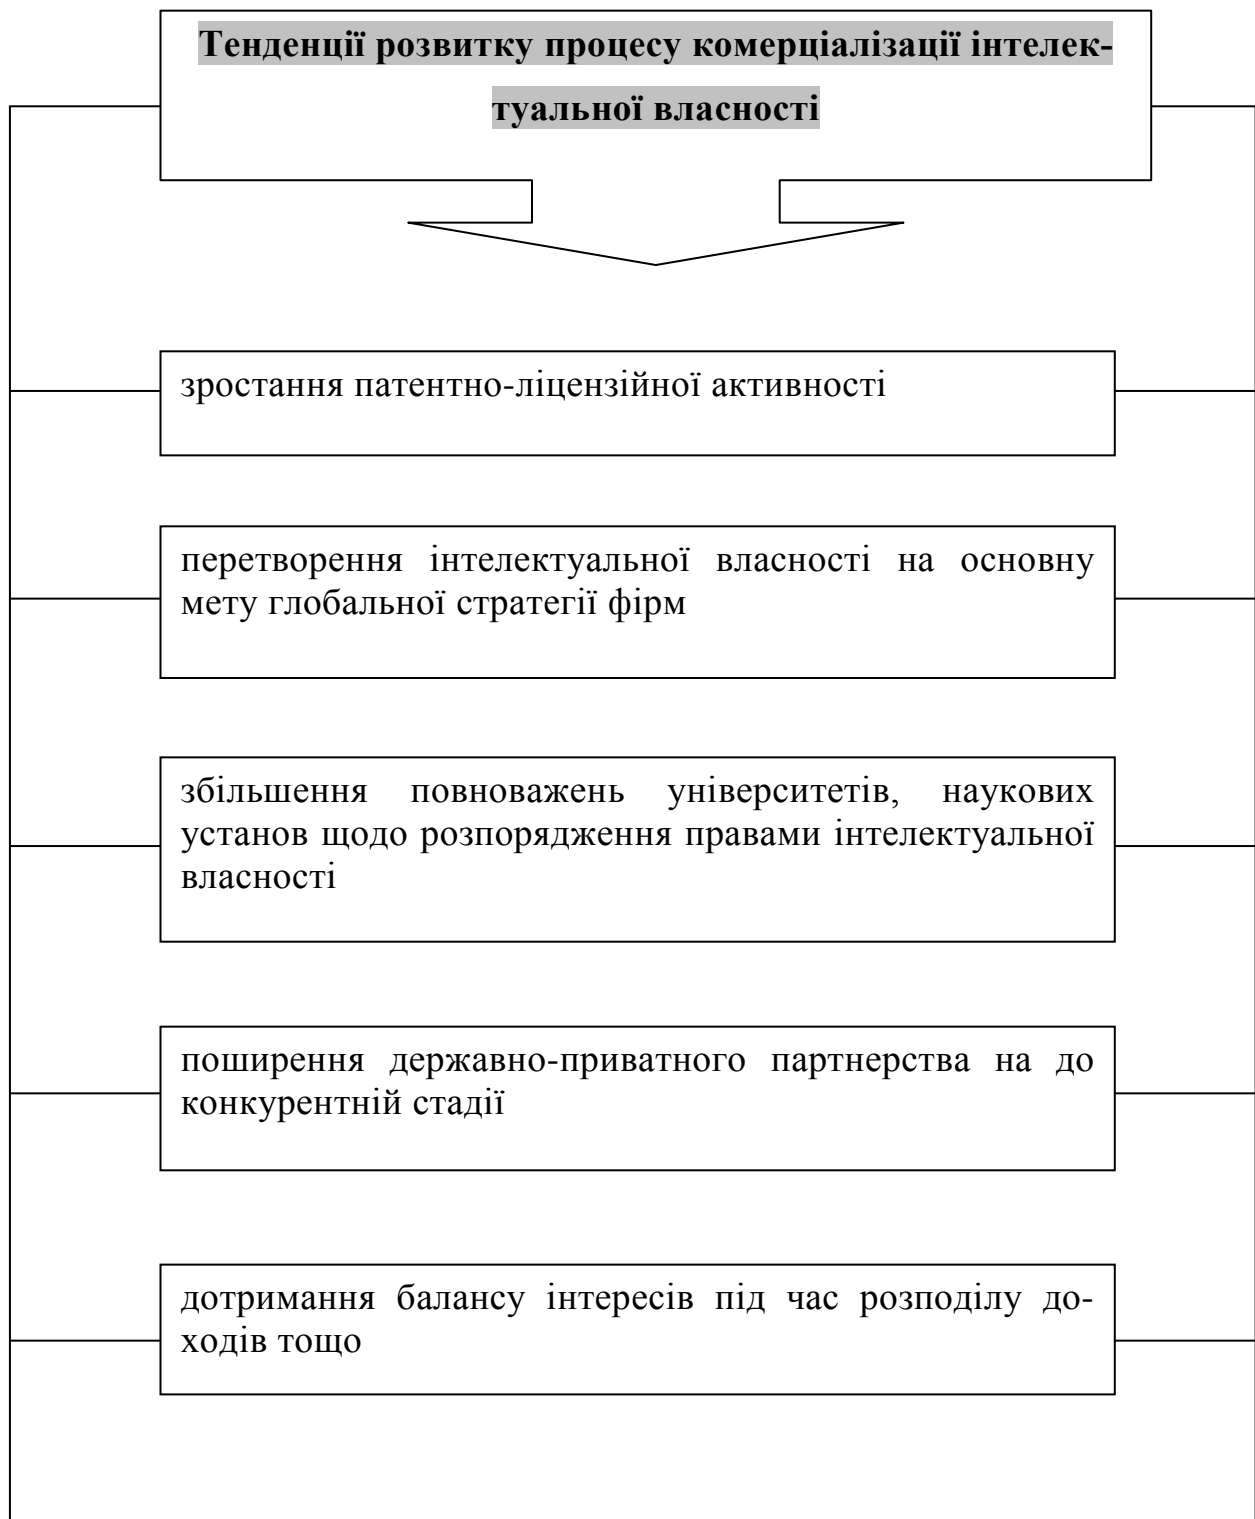 Тенденції розвитку процесу комерціалізації інтелек-
туальної власності
зростання патентно-ліцензійної активності
перетворення інтелектуальної власності на основну
мету глобальної стратегії фірм
збільшення повноважень університетів, наукових
установ щодо розпорядження правами інтелектуальної
власності
поширення державно-приватного партнерства на до
конкурентній стадії
дотримання балансу інтересів під час розподілу до-
ходів тощо